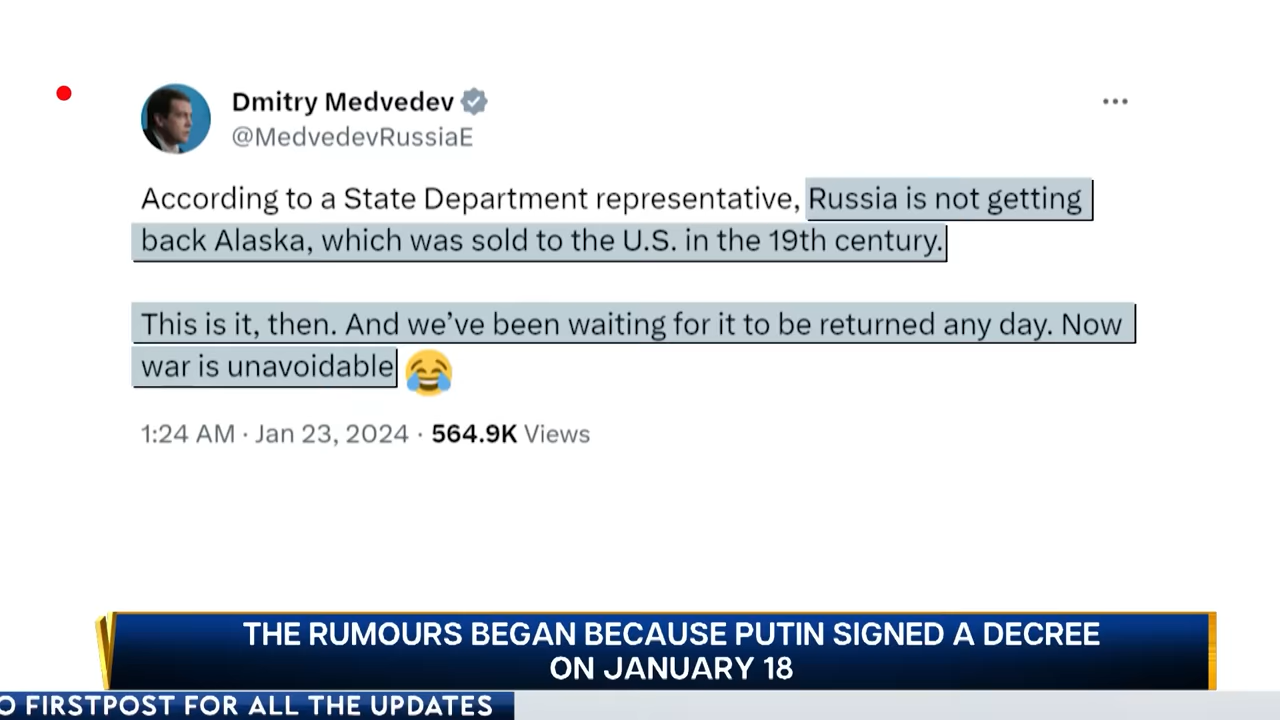 Dmitry Medvedev
@MedvedevRussiaE
According to a State Department representative, Russia is not getting
back Alaska, which was sold to the U.S. in the 19th century.
This is it, then. And we've been waiting for it to be returned any day. Now
war is unavoidable😂
1:24 AM · Jan 23, 2024 · 564.9K Views
THE RUMOURS BEGAN BECAUSE PUTIN SIGNED A DECREE
ON JANUARY 18
O FIRSTPOST FOR ALL THE UPDATES